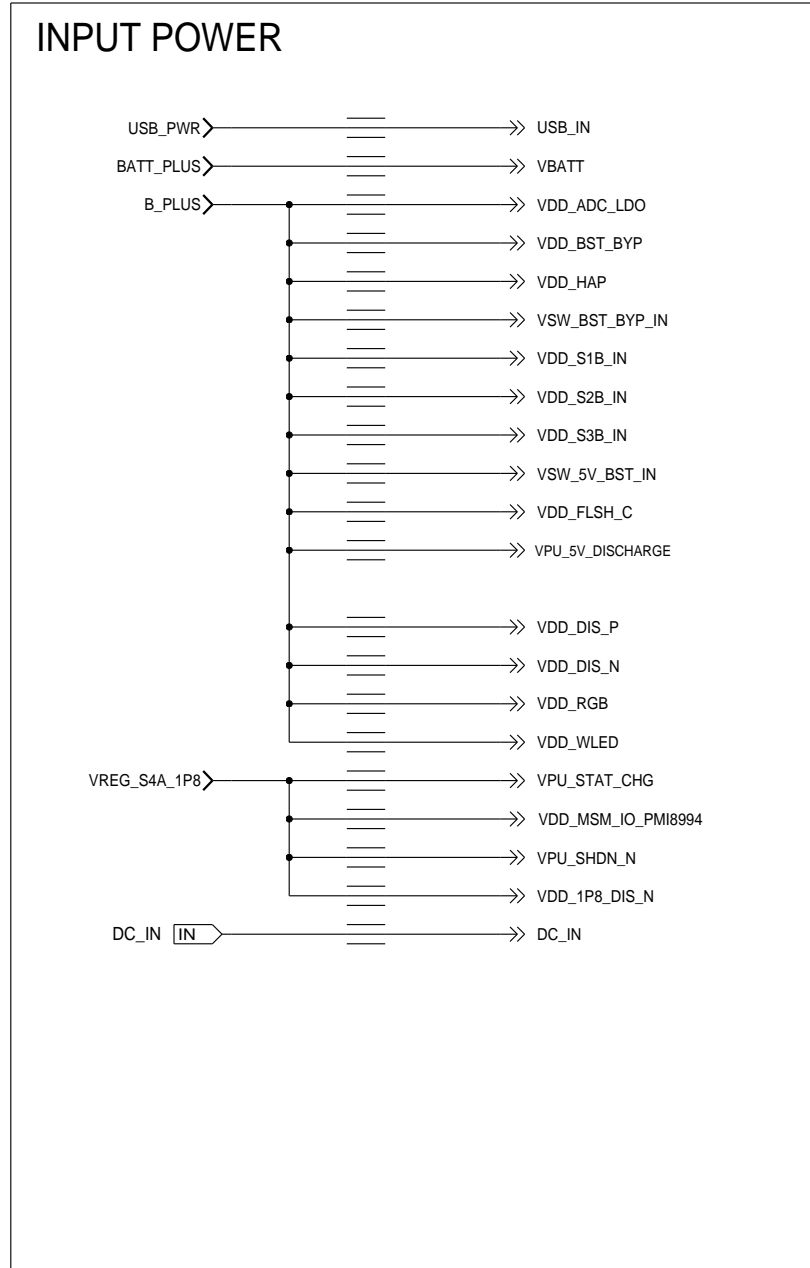 INPUT POWER
USB_PWR USB_IN
BATT_PLUS VBATT
B_PLUS VDD_ADC_LDO
VDD_BST_BYP
VDD_HAP
VSW_BST_BYP_IN
VDD_S1B_IN
VDD_S2B_IN
VDD_S3B_IN
VSW_5V_BST_IN
VDD_FLSH_C
VPU_5V_DISCHARGE
VDD_DIS_P
VDD_DIS_N
VDD_RGB
VDD_WLED
VREG_S4A_1P8 VPU_STAT_CHG
VDD_MSM_IO_PMI8994
VPU_SHDN_N
VDD_1P8_DIS_N
DC_IN IN DC_IN